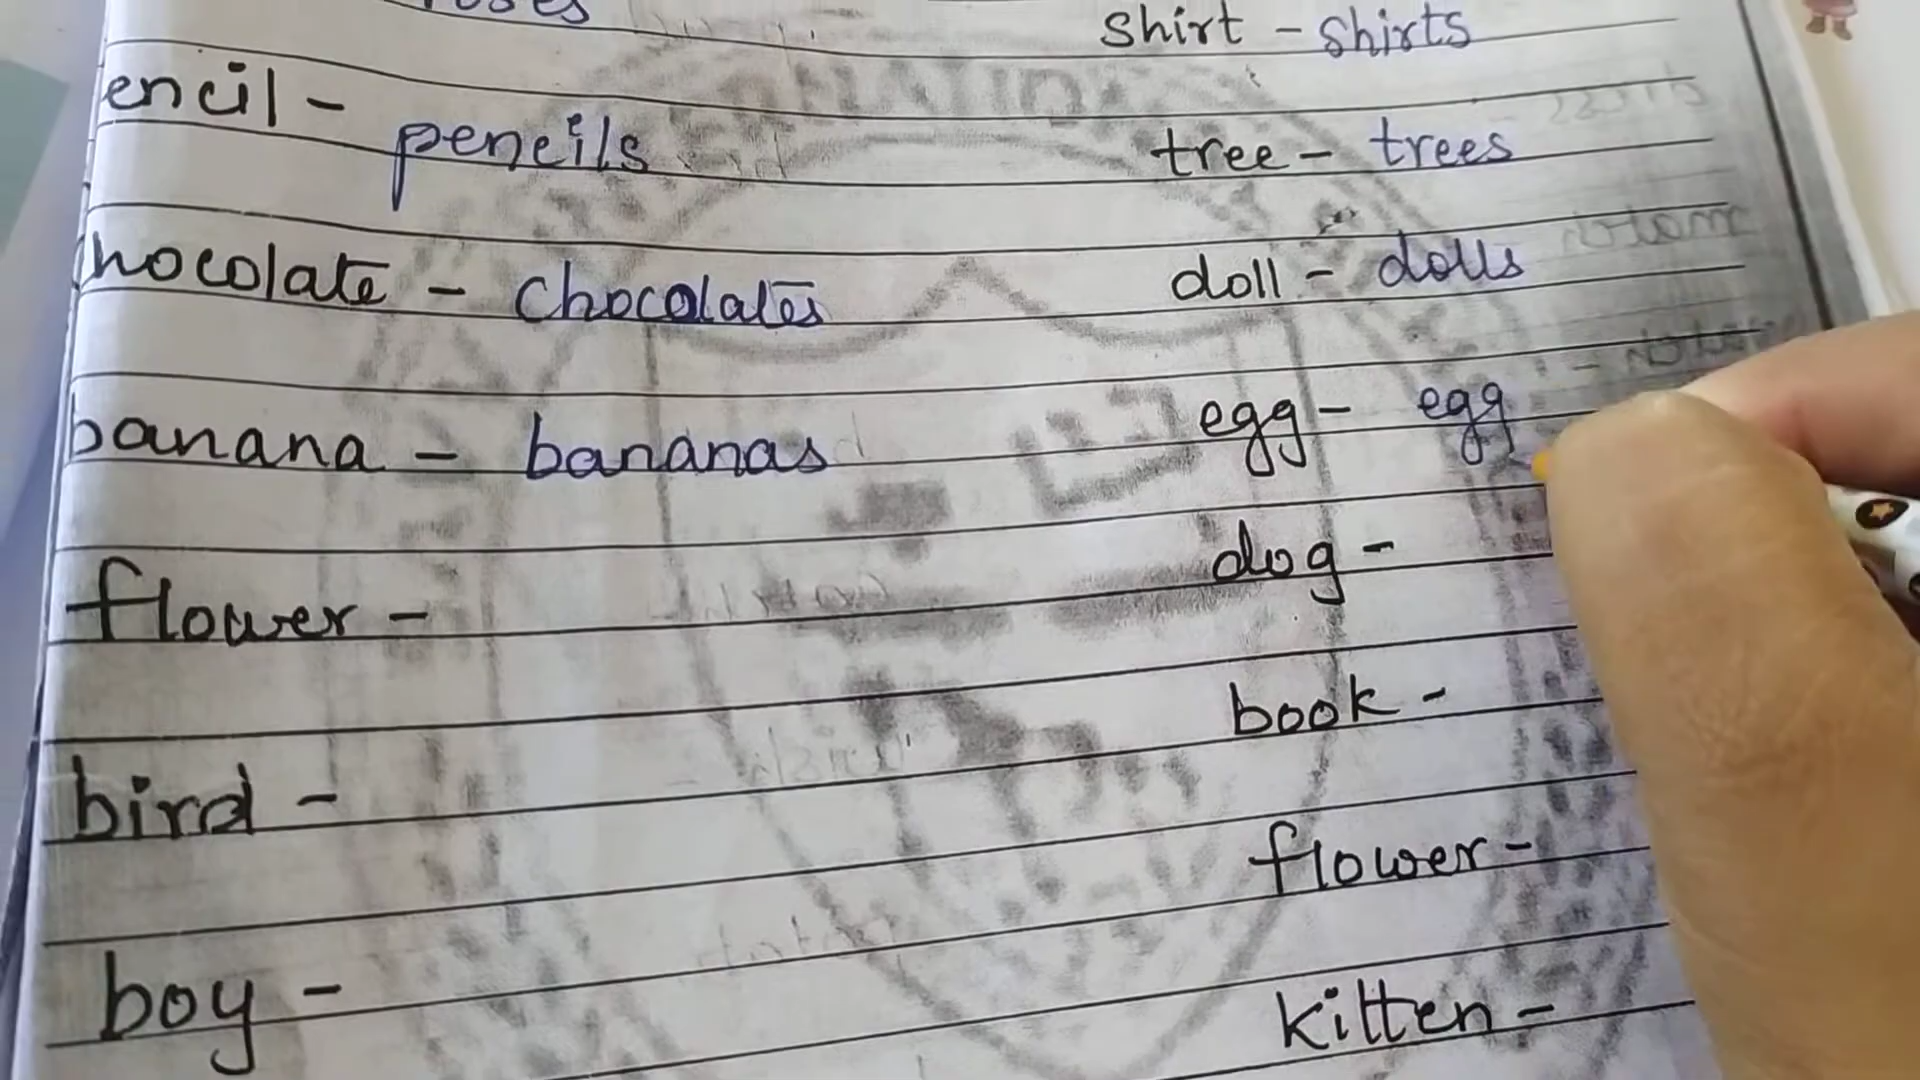 shirt - shirts
encil - pencils
tree - trees
hocolate - chocolates
doll - dolls
banana - bananas
egg - egg
flower -
dog -
bird -
book -
boy -
flower -
kitten -